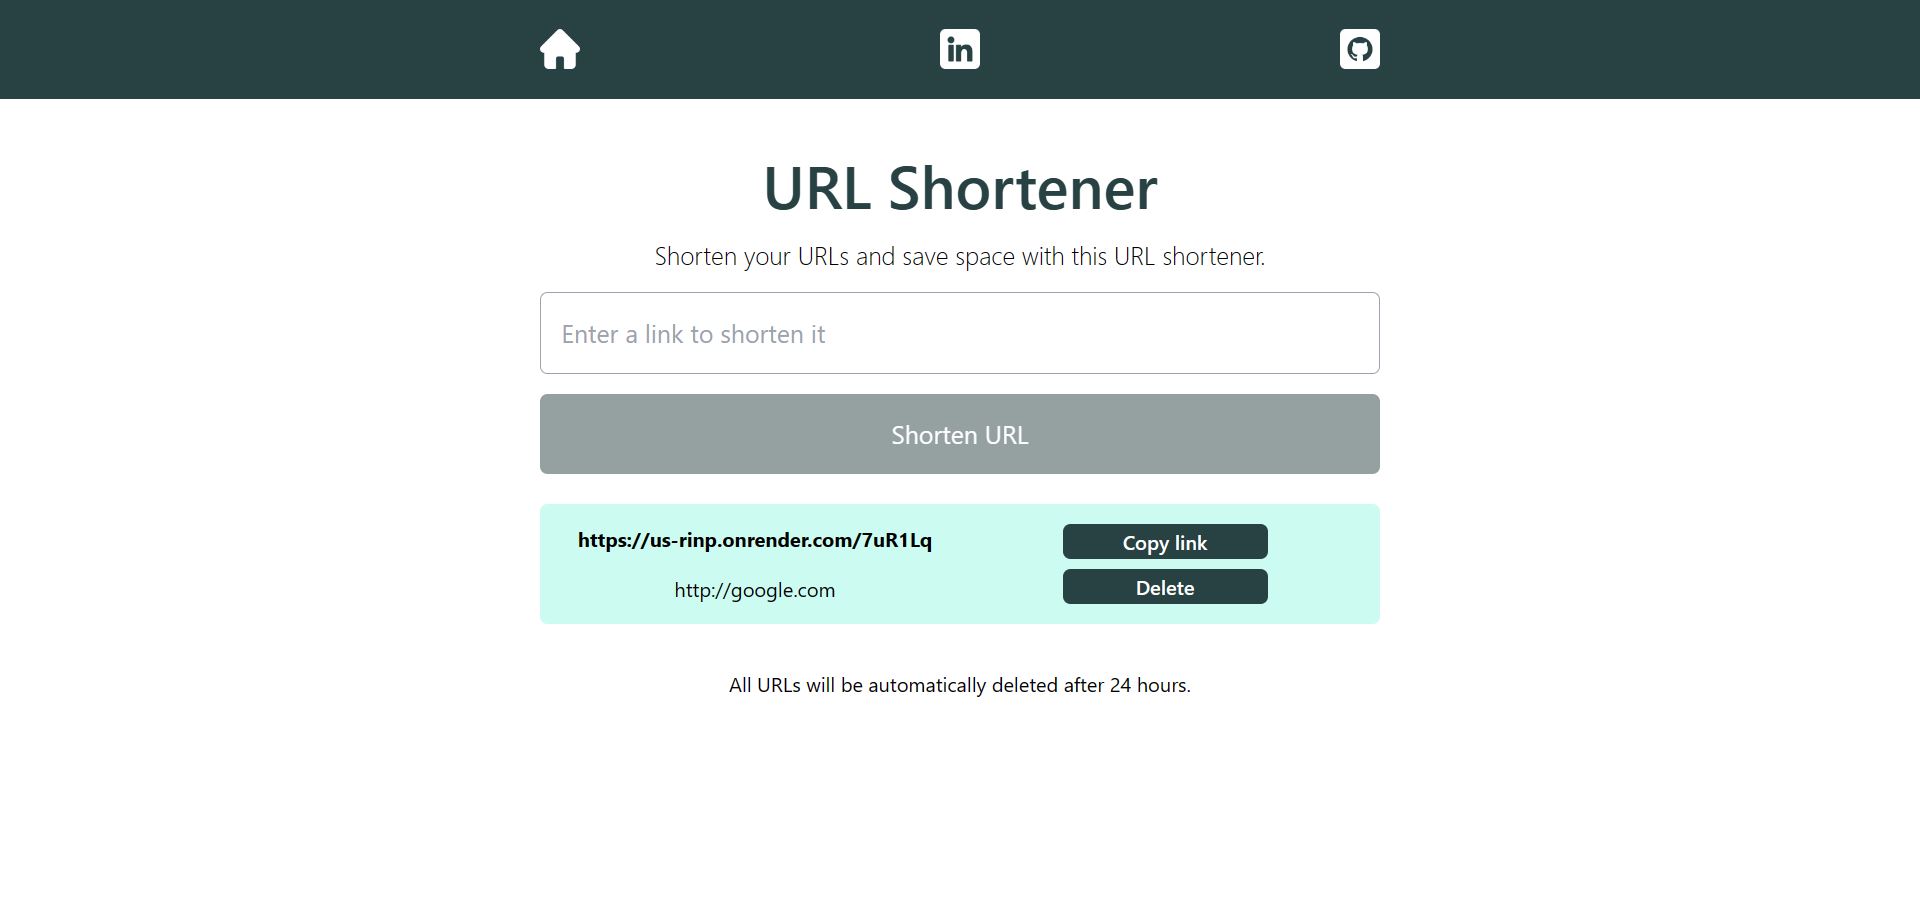 in
URL Shortener
Shorten your URLs and save space with this URL shortener.
Enter a link to shorten it
Shorten URL
https://us-rinp.onrender.com/7uR1Lq
Copy link
http://google.com
Delete
All URLs will be automatically deleted after 24 hours.